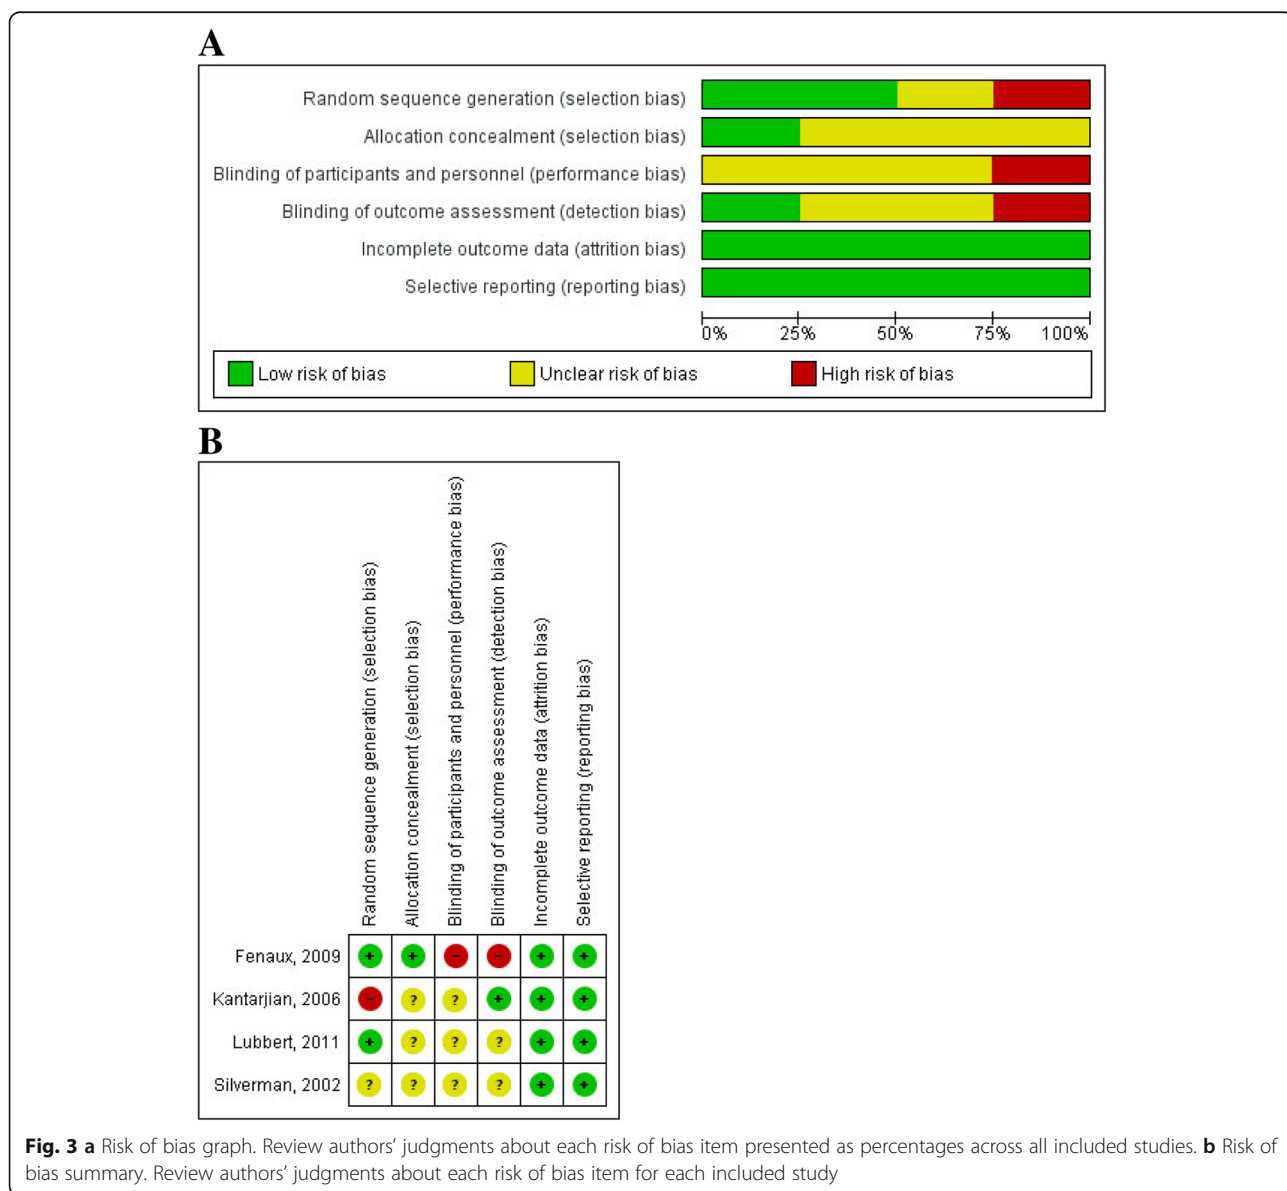 A
Random sequence generation (selection bias)
Allocation concealment (selection bias)
Blinding of participants and personnel (performance bias)
Blinding of outcome assessment (detection bias)
Incomplete outcome data (attrition bias)
Selective reporting (reporting bias)
0% 25% 50% 75% 100%
Low risk of bias Unclear risk of bias High risk of bias
B
Random sequence generation (selection bias)
Allocation concealment (selection bias)
Blinding of participants and personnel (performance bias)
Blinding of outcome assessment (detection bias)
Incomplete outcome data (attrition bias)
Selective reporting (reporting bias)
Fenaux, 2009 + + - - + +
Kantarjian, 2006 - ? ? + + +
Lubbert, 2011 + ? ? ? + +
Silverman, 2002 ? ? ? ? + +
Fig. 3 a Risk of bias graph. Review authors’ judgments about each risk of bias item presented as percentages across all included studies. b Risk of
bias summary. Review authors’ judgments about each risk of bias item for each included study